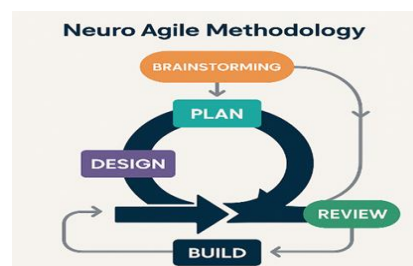 Neuro Agile Methodology
BRAINSTORMING
PLAN
DESIGN
REVIEW
BUILD